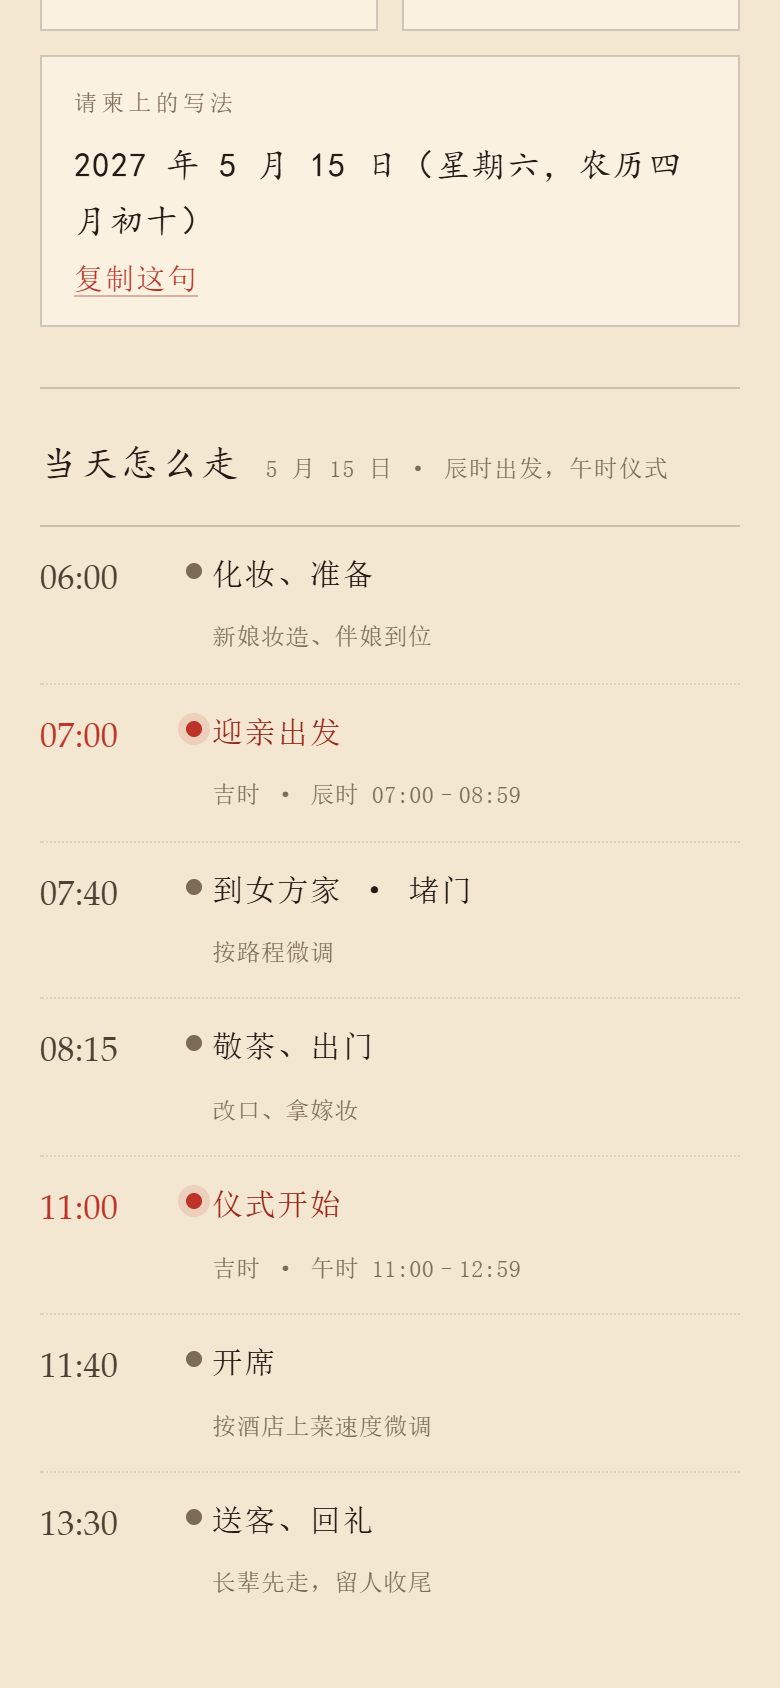 请柬上的写法
2027 年 5 月 15 日（星期六，农历四
月初十）
复制这句
当天怎么走 5 月 15 日 · 辰时出发，午时仪式
06:00 化妆、准备
新娘妆造、伴娘到位
07:00 迎亲出发
吉时 · 辰时 07:00–08:59
07:40 到女方家 · 堵门
按路程微调
08:15 敬茶、出门
改口、拿嫁妆
11:00 仪式开始
吉时 · 午时 11:00–12:59
11:40 开席
按酒店上菜速度微调
13:30 送客、回礼
长辈先走，留人收尾